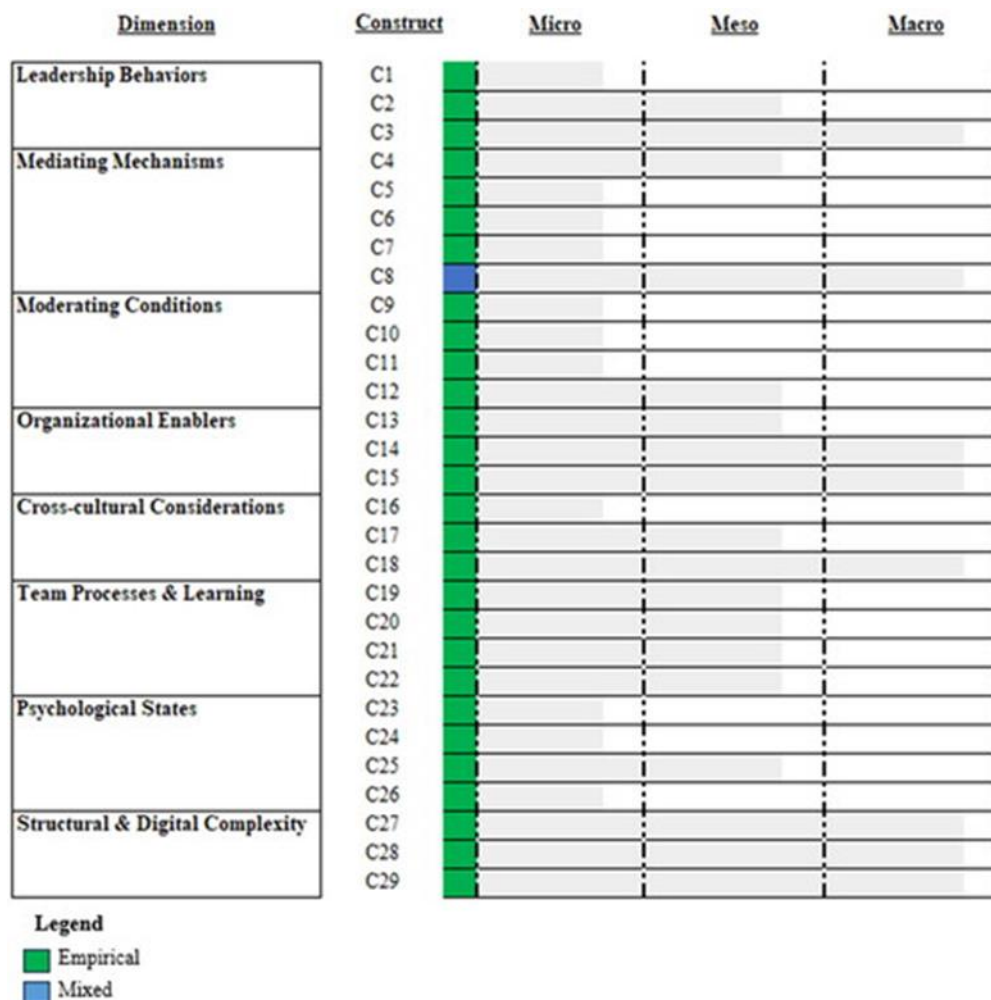 Dimension Construct Micro Meso Macro
Leadership Behaviors C1
C2
C3
Mediating Mechanisms C4
C5
C6
C7
C8
Moderating Conditions C9
C10
C11
C12
Organizational Enablers C13
C14
C15
Cross-cultural Considerations C16
C17
C18
Team Processes & Learning C19
C20
C21
C22
Psychological States C23
C24
C25
C26
Structural & Digital Complexity C27
C28
C29
Legend
Empirical
Mixed